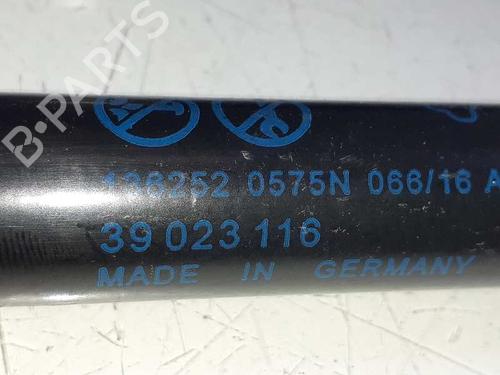 B-PARTS
136252 0575N 066/16 A
39 023 116
MADE IN GERMANY